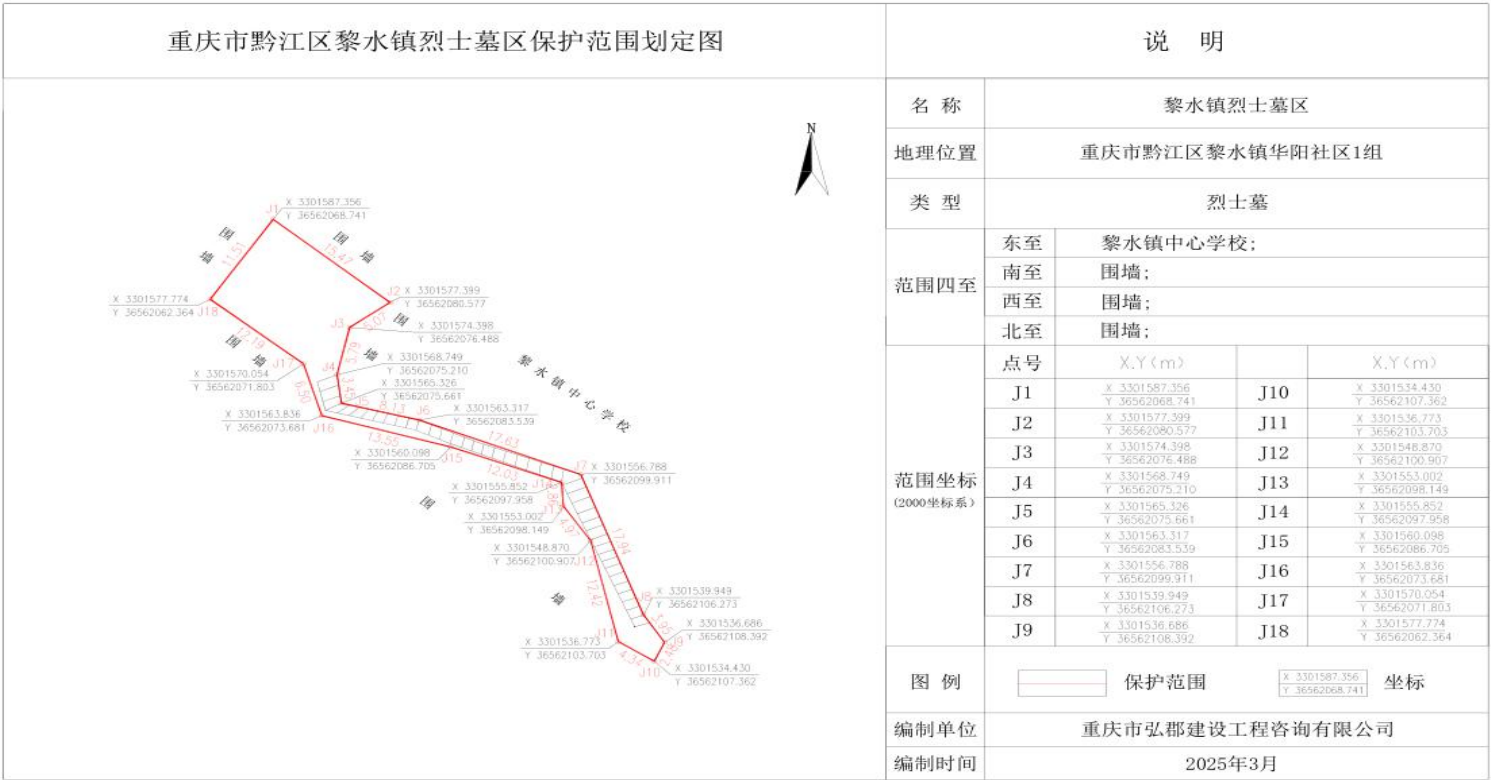 重庆市黔江区黎水镇烈士墓区保护范围划定图
N
J1
X 3301587.356
Y 36562068.741
围墙
11.51
围墙
15.47
J2
X 3301577.399
Y 36562080.577
X 3301577.774
Y 36562062.364
J18
J3
5.07
围
X 3301574.398
Y 36562076.488
12.19
围墙
5.79
墙
J4
X 3301568.749
Y 36562075.210
J17
X 3301570.054
Y 36562071.803
6.50
3.45
J5
X 3301565.326
Y 36562075.661
黎水镇中心学校
8.13
J6
X 3301563.317
Y 36562083.539
X 3301563.836
Y 36562073.681
J16
13.55
17.63
X 3301560.098
Y 36562086.705
J15
12.03
J7
X 3301556.788
Y 36562099.911
X 3301555.852
Y 36562097.958
J14
2.86
围
X 3301553.002
Y 36562098.149
J13
4.97
17.94
X 3301548.870
Y 36562100.907
J12
12.42
墙
J8
X 3301539.949
Y 36562106.273
3.95
X 3301536.686
Y 36562108.392
J9
J11
X 3301536.773
Y 36562103.703
4.34
J10
X 3301534.430
Y 36562107.362
说 明
名 称 黎水镇烈士墓区
地理位置 重庆市黔江区黎水镇华阳社区1组
类 型 烈士墓
范围四至
东至 黎水镇中心学校;
南至 围墙;
西至 围墙;
北至 围墙;
范围坐标
(2000坐标系)
点号 X,Y(m) X,Y(m)
J1 X 3301587.356 Y 36562068.741 J10 X 3301534.430 Y 36562107.362
J2 X 3301577.399 Y 36562080.577 J11 X 3301536.773 Y 36562103.703
J3 X 3301574.398 Y 36562076.488 J12 X 3301548.870 Y 36562100.907
J4 X 3301568.749 Y 36562075.210 J13 X 3301553.002 Y 36562098.149
J5 X 3301565.326 Y 36562075.661 J14 X 3301555.852 Y 36562097.958
J6 X 3301563.317 Y 36562083.539 J15 X 3301560.098 Y 36562086.705
J7 X 3301556.788 Y 36562099.911 J16 X 3301563.836 Y 36562073.681
J8 X 3301539.949 Y 36562106.273 J17 X 3301570.054 Y 36562071.803
J9 X 3301536.686 Y 36562108.392 J18 X 3301577.774 Y 36562062.364
图 例 保护范围 X 3301587.356 Y 36562068.741 坐标
编制单位 重庆市弘郡建设工程咨询有限公司
编制时间 2025年3月